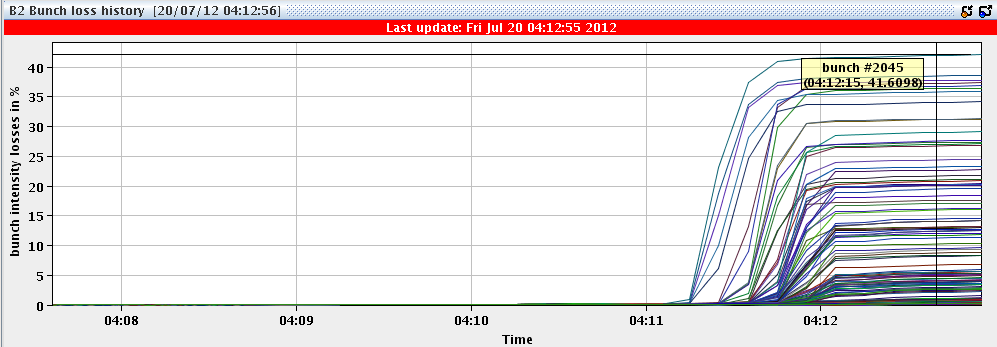 B2 Bunch loss history [20/07/12 04:12:56]
Last update: Fri Jul 20 04:12:55 2012
bunch intensity losses in %
40
35
30
25
20
15
10
5
0
bunch #2045
(04:12:15, 41.6098)
04:08 04:09 04:10 04:11 04:12
Time